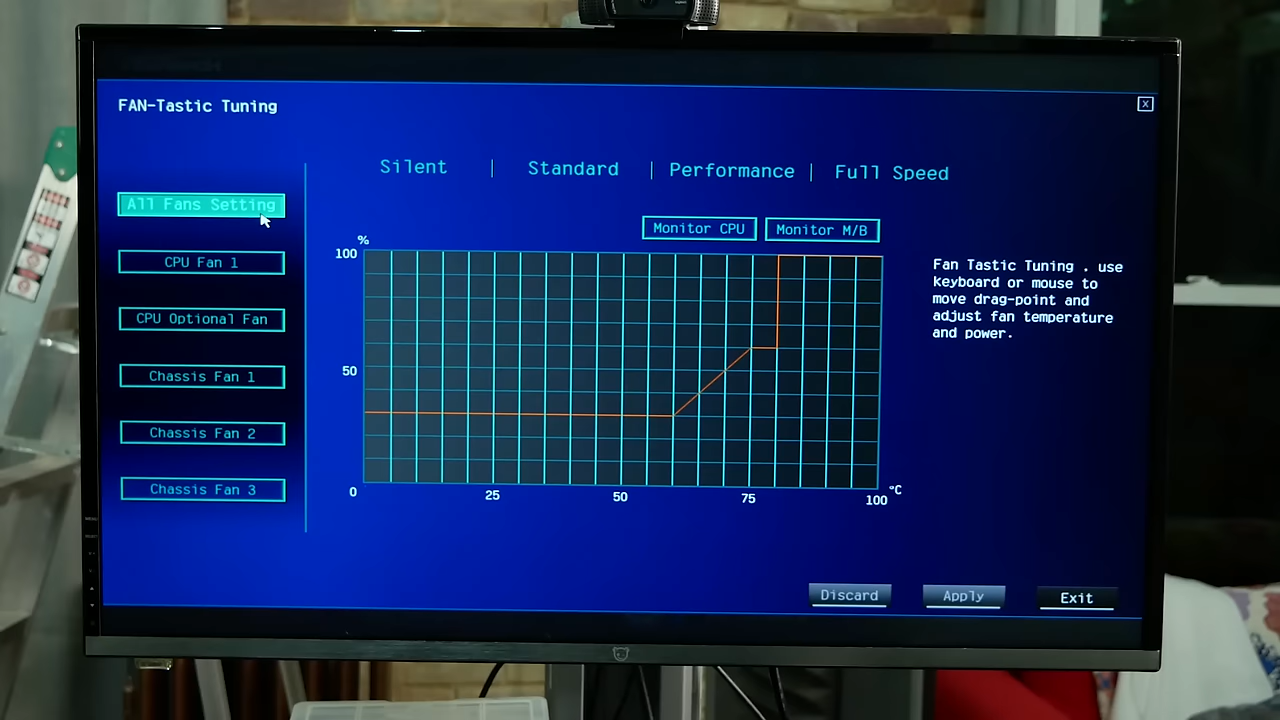 FAN-Tastic Tuning
X
Silent | Standard | Performance | Full Speed
All Fans Setting
CPU Fan 1
CPU Optional Fan
Chassis Fan 1
Chassis Fan 2
Chassis Fan 3
Monitor CPU
Monitor M/B
%
100
50
0
25
50
75
100
°C
Fan Tastic Tuning . use
keyboard or mouse to
move drag-point and
adjust fan temperature
and power.
Discard
Apply
Exit